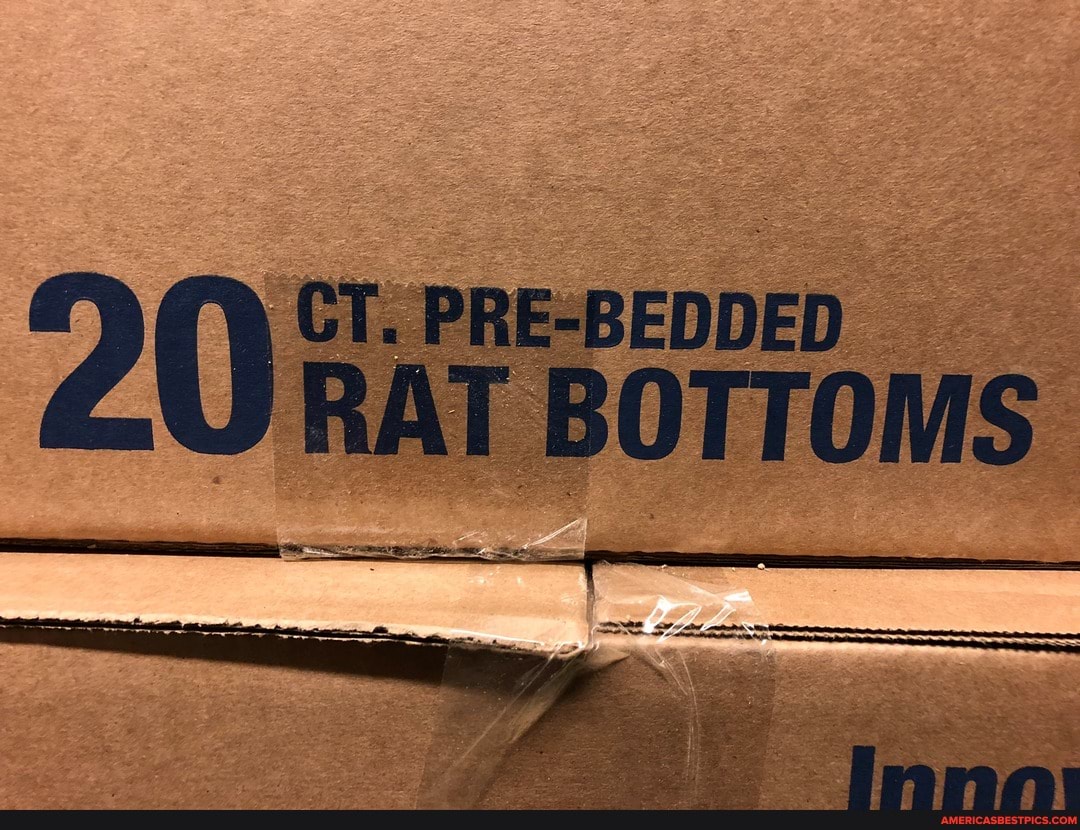 20 CT. PRE-BEDDED
RAT BOTTOMS
AMERICASBESTPICS.COM